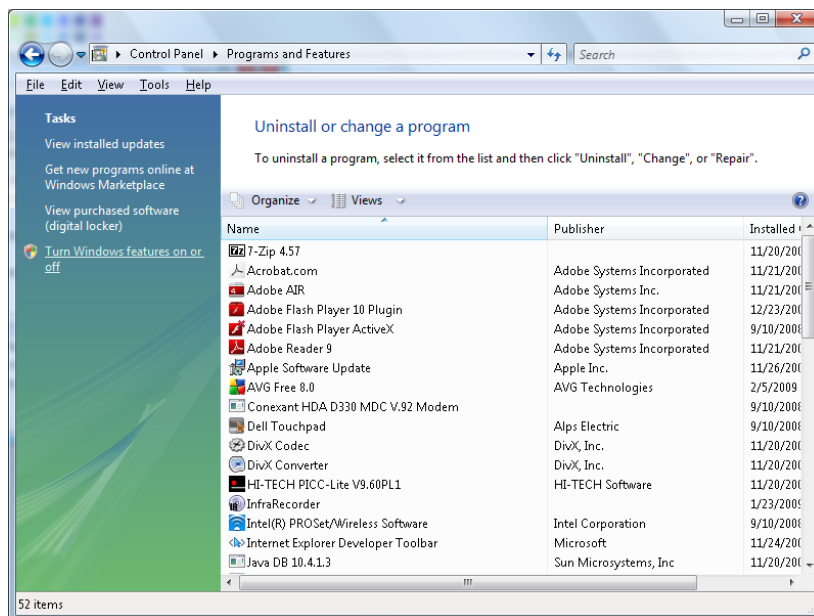 Control Panel Programs and Features Search
File Edit View Tools Help
Tasks
View installed updates
Get new programs online at
Windows Marketplace
View purchased software
(digital locker)
Turn Windows features on or
off
Uninstall or change a program
To uninstall a program, select it from the list and then click "Uninstall", "Change", or "Repair".
Organize Views
Name Publisher Installed
7-Zip 4.57 11/20/200
Acrobat.com Adobe Systems Incorporated 11/21/200
Adobe AIR Adobe Systems Inc. 11/21/200
Adobe Flash Player 10 Plugin Adobe Systems Incorporated 12/23/200
Adobe Flash Player ActiveX Adobe Systems Incorporated 9/10/2008
Adobe Reader 9 Adobe Systems Incorporated 11/21/200
Apple Software Update Apple Inc. 11/26/200
AVG Free 8.0 AVG Technologies 2/5/2009
Conexant HDA D330 MDC V.92 Modem 9/10/2008
Dell Touchpad Alps Electric 9/10/2008
DivX Codec DivX, Inc. 11/20/200
DivX Converter DivX, Inc. 11/20/200
HI-TECH PICC-Lite V9.60PL1 HI-TECH Software 11/20/200
InfraRecorder 1/23/2009
Intel(R) PROSet/Wireless Software Intel Corporation 9/10/2008
Internet Explorer Developer Toolbar Microsoft 11/24/200
Java DB 10.4.1.3 Sun Microsystems, Inc 11/20/200
52 items